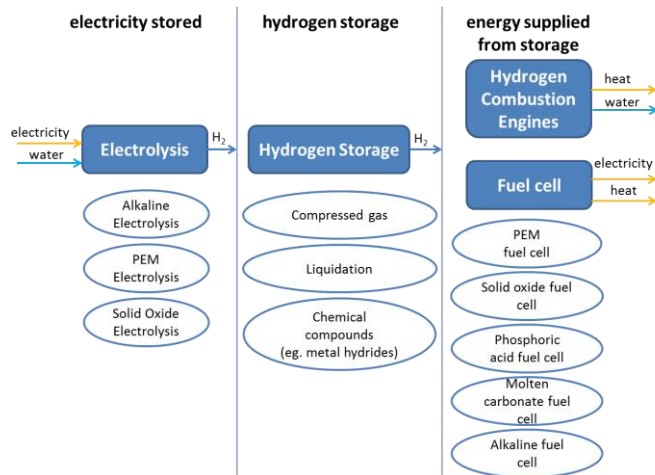 electricity stored
hydrogen storage
energy supplied
from storage
electricity
water
Electrolysis
H2
Hydrogen Storage
H2
Hydrogen
Combustion
Engines
heat
water
Fuel cell
electricity
heat
Alkaline
Electrolysis
PEM
Electrolysis
Solid Oxide
Electrolysis
Compressed gas
Liquidation
Chemical
compounds
(eg. metal hydrides)
PEM
fuel cell
Solid oxide fuel
cell
Phosphoric
acid fuel cell
Molten
carbonate fuel
cell
Alkaline fuel
cell